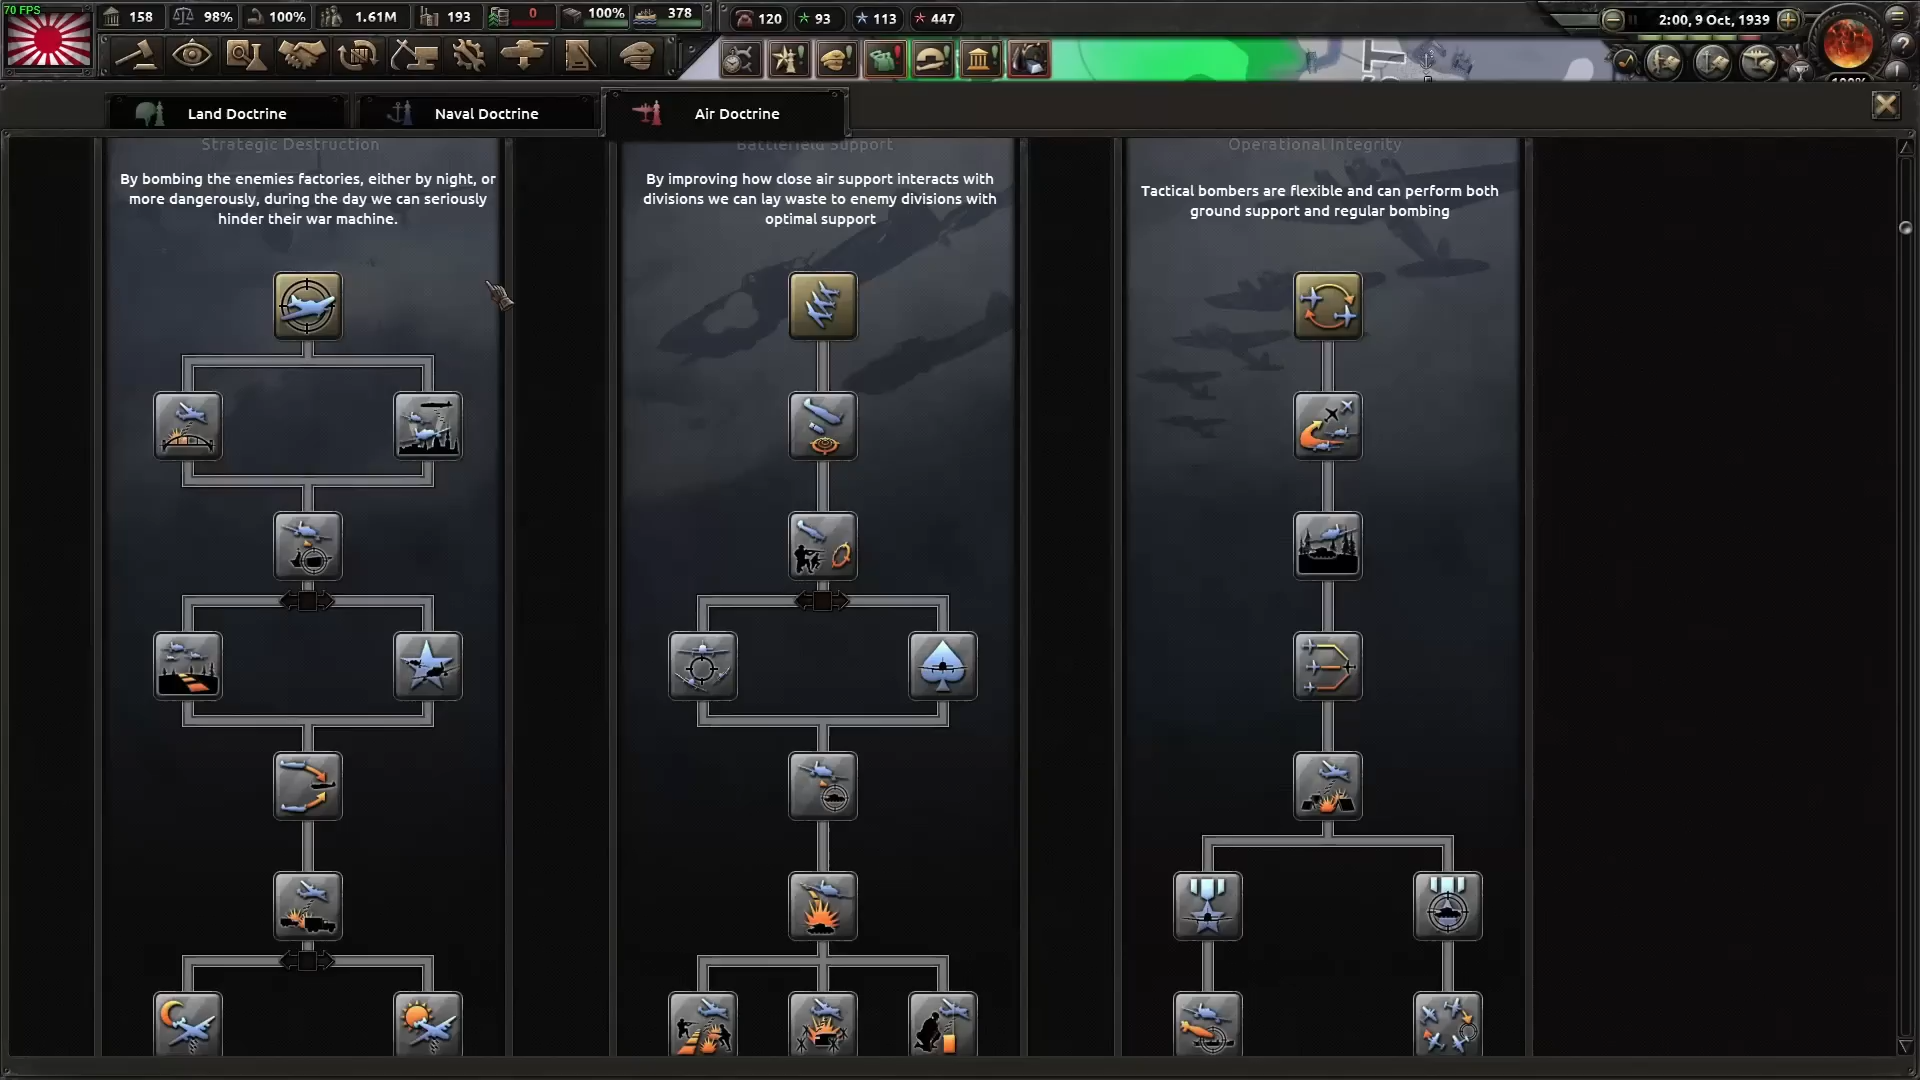 70 FPS
158 98% 100% 1.61M 193 0 100% 378 120 93 113 447 2:00, 9 Oct, 1939
100%
Land Doctrine Naval Doctrine Air Doctrine
Strategic Destruction Battlefield Support Operational Integrity
By bombing the enemies factories, either by night, or
more dangerously, during the day we can seriously
hinder their war machine.
By improving how close air support interacts with
divisions we can lay waste to enemy divisions with
optimal support
Tactical bombers are flexible and can perform both
ground support and regular bombing